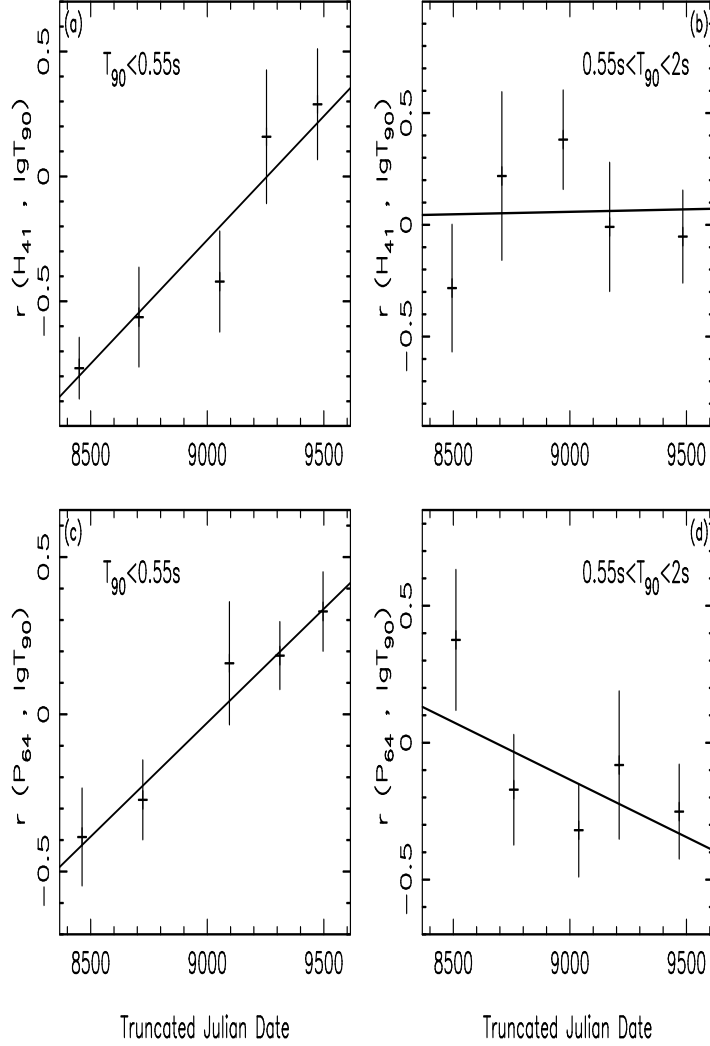 (a)
T90<0.55s
r (H41 , lgT90)
0.5
0
−0.5
8500 9000 9500
(b)
0.55s<T90<2s
r (H41 , lgT90)
0.5
0
−0.5
8500 9000 9500
(c)
T90<0.55s
r (P64 , lgT90)
0.5
0
−0.5
8500 9000 9500
Truncated Julian Date
(d)
0.55s<T90<2s
r (P64 , lgT90)
0.5
0
−0.5
8500 9000 9500
Truncated Julian Date